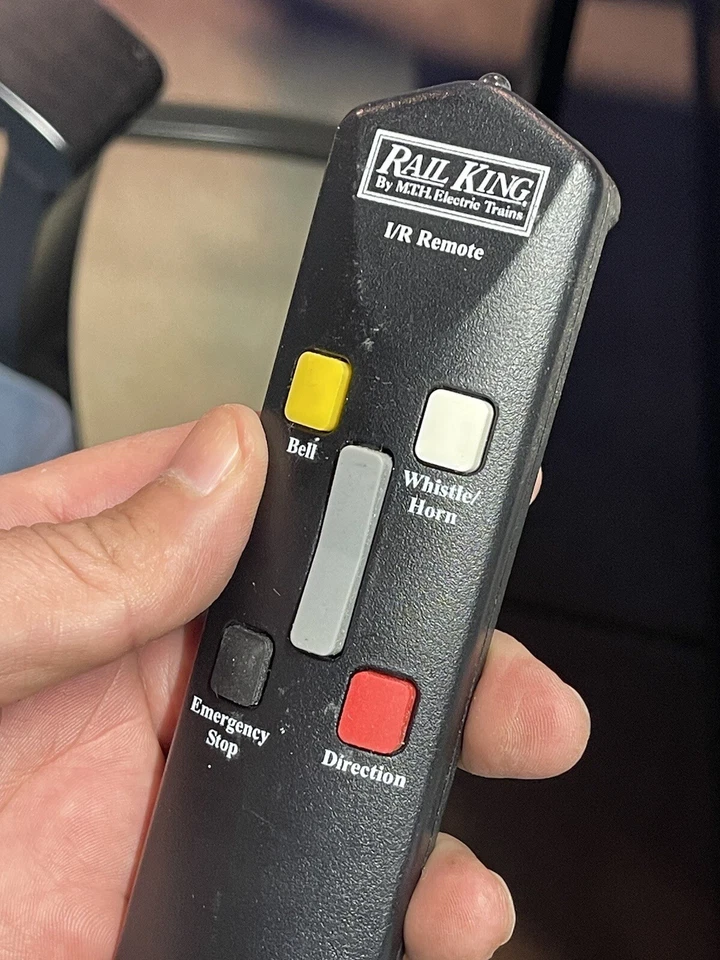 RAIL KING
By M.T.H. Electric Trains
I/R Remote
Bell
Whistle/
Horn
Emergency
Stop
Direction